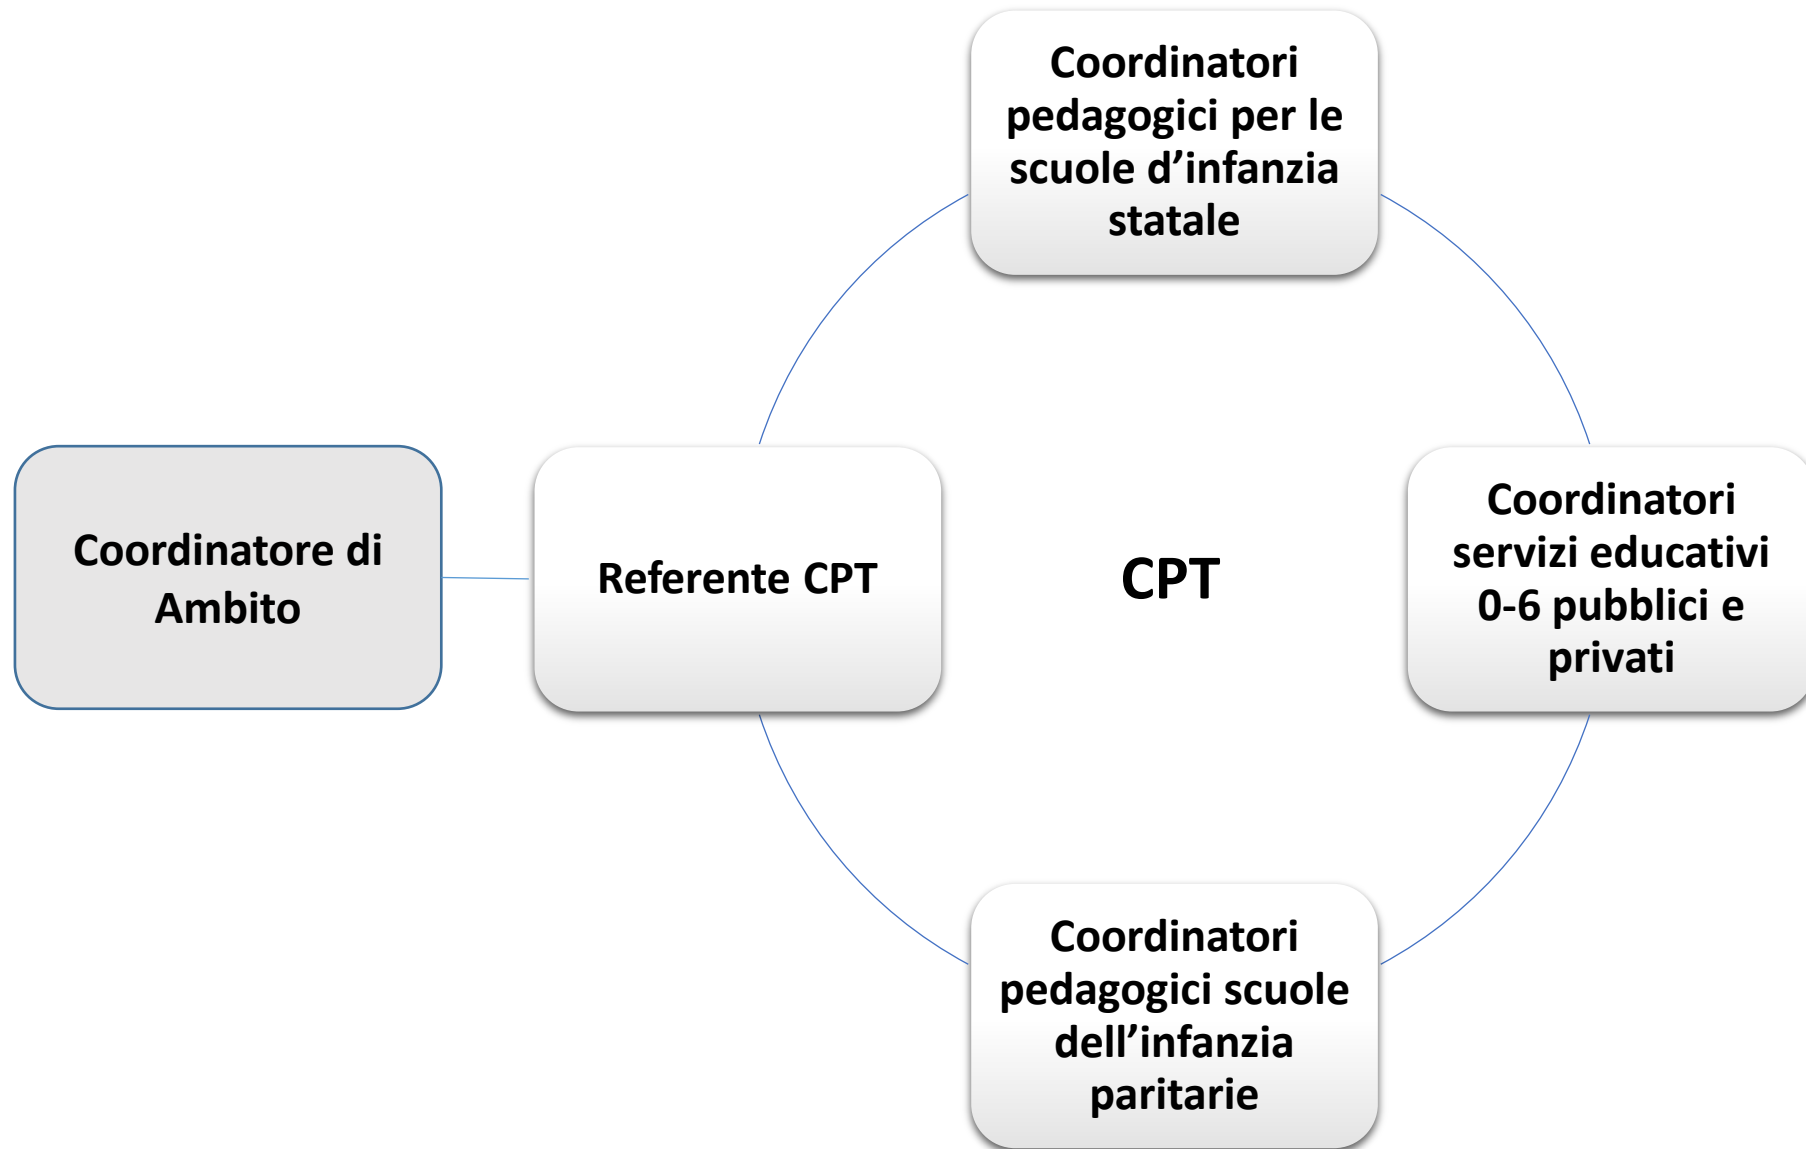 Coordinatori
pedagogici per le
scuole d’infanzia
statale
Coordinatore di
Ambito
Referente CPT
CPT
Coordinatori
servizi educativi
0-6 pubblici e
privati
Coordinatori
pedagogici scuole
dell’infanzia
paritarie